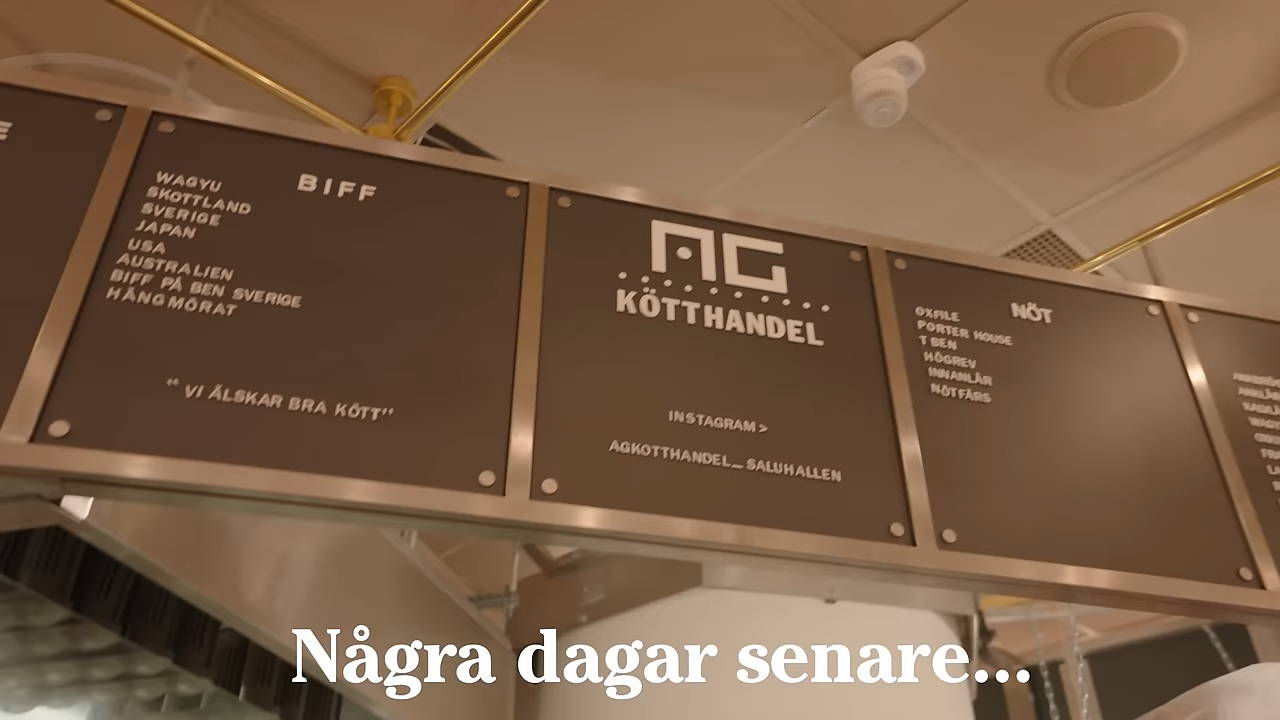 BIFF
WAGYU
SKOTTLAND
SVERIGE
JAPAN
USA
AUSTRALIEN
BIFF PÅ BEN SVERIGE
HÄNGMÖRAT
“ VI ÄLSKAR BRA KÖTT”
AG
KÖTTHANDEL
INSTAGRAM >
AGKOTTHANDEL_SALUHALLEN
NÖT
OXFILE
PORTER HOUSE
T BEN
HÖGREV
INNANLÅR
NÖTFÄRS
Några dagar senare...